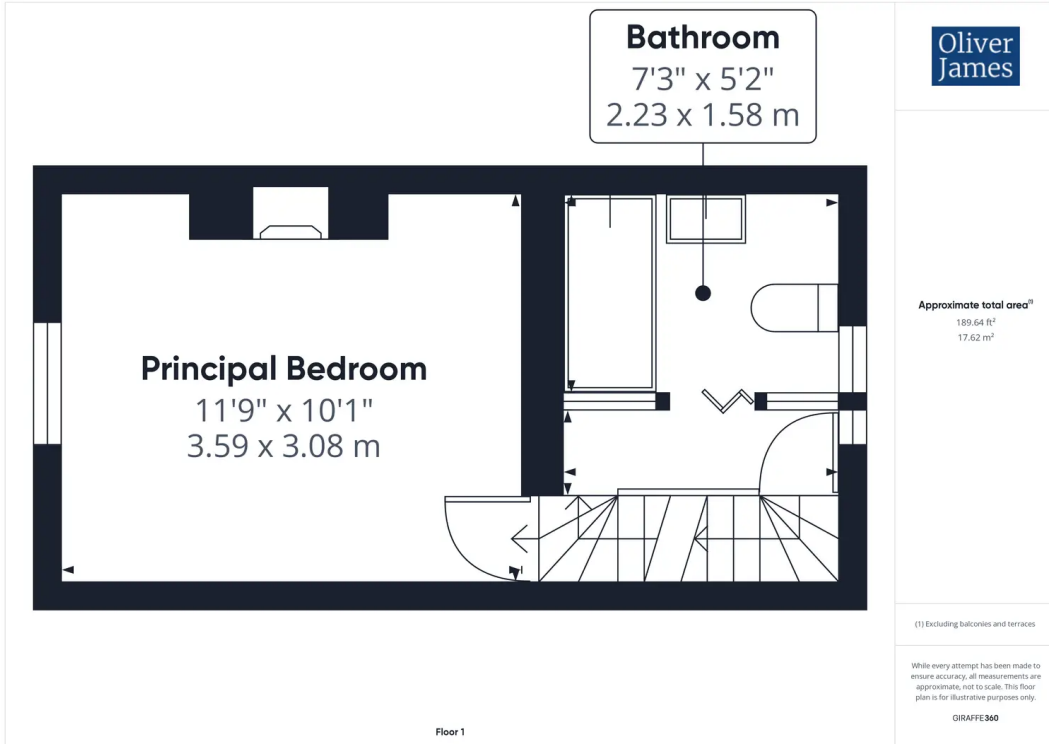 Bathroom
7'3" x 5'2"
2.23 x 1.58 m
Principal Bedroom
11'9" x 10'1"
3.59 x 3.08 m
Floor 1
Oliver
James
Approximate total area(1)
189.64 ft²
17.62 m²
(1) Excluding balconies and terraces
While every attempt has been made to
ensure accuracy, all measurements are
approximate, not to scale. This floor
plan is for illustrative purposes only.
GIRAFFE360